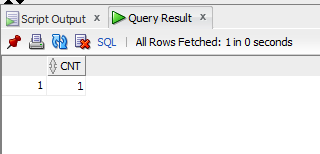 Script Output x Query Result x
SQL | All Rows Fetched: 1 in 0 seconds
CNT
1 1